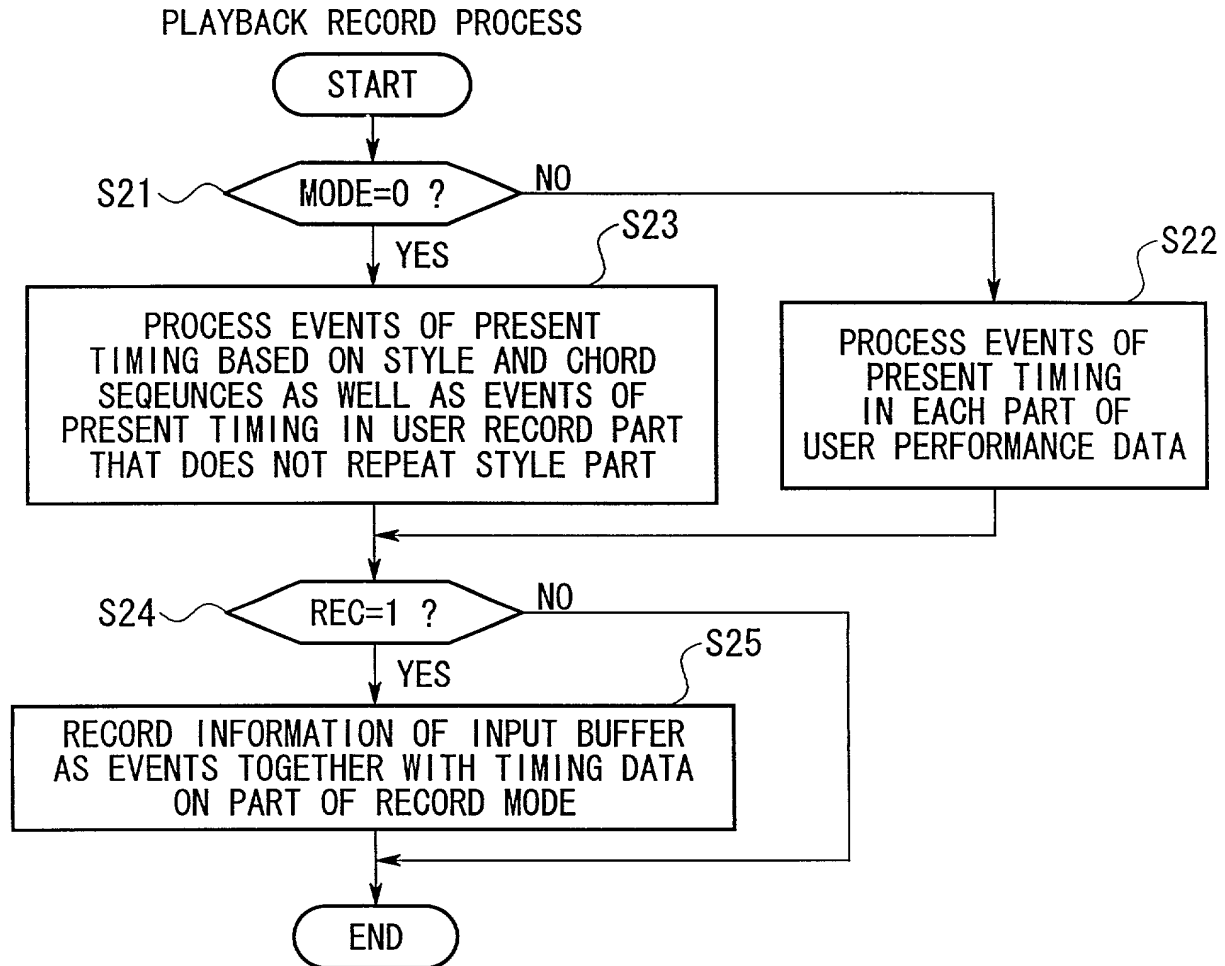 PLAYBACK RECORD PROCESS
START
S21
MODE=0 ?
NO
YES
S23
S22
PROCESS EVENTS OF PRESENT
TIMING BASED ON STYLE AND CHORD
SEQEUNCES AS WELL AS EVENTS OF
PRESENT TIMING IN USER RECORD PART
THAT DOES NOT REPEAT STYLE PART
PROCESS EVENTS OF
PRESENT TIMING
IN EACH PART OF
USER PERFORMANCE DATA
S24
REC=1 ?
NO
YES
S25
RECORD INFORMATION OF INPUT BUFFER
AS EVENTS TOGETHER WITH TIMING DATA
ON PART OF RECORD MODE
END